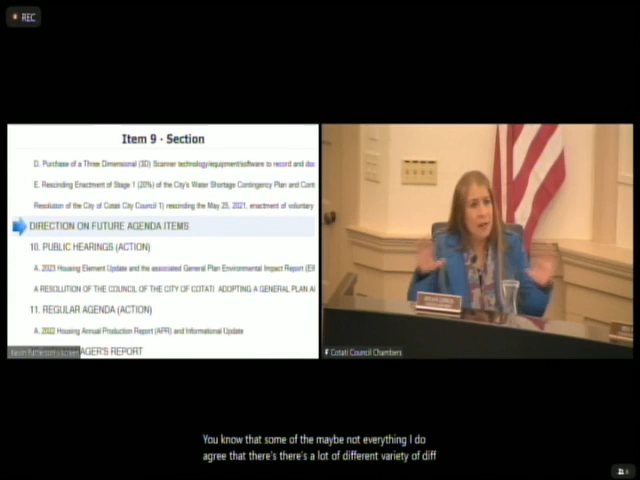 REC
Item 9 - Section
D. Purchase of a Three Dimensional (3D) Scanner technology/equipment/software to record and doc
E. Rescinding Enactment of Stage 1 (20%) of the City's Water Shortage Contingency Plan and Cont
Resolution of the City of Cotati City Council 1) rescinding the May 25, 2021, enactment of voluntary
DIRECTION ON FUTURE AGENDA ITEMS
10. PUBLIC HEARINGS (ACTION)
A. 2023 Housing Element Update and the associated General Plan Environmental Impact Report (EI
A RESOLUTION OF THE COUNCIL OF THE CITY OF COTATI ADOPTING A GENERAL PLAN A
11. REGULAR AGENDA (ACTION)
A. 2022 Housing Annual Production Report (APR) and Informational Update
AGER'S REPORT
Cotati Council Chambers
You know that some of the maybe not everything I do
agree that there's there's a lot of different variety of diff